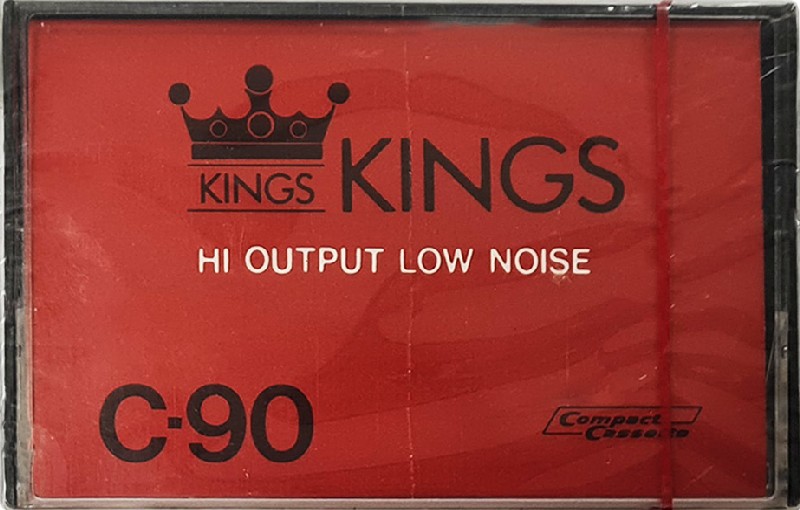 KINGS
KINGS
HI OUTPUT LOW NOISE
C-90
Compact
Cassette